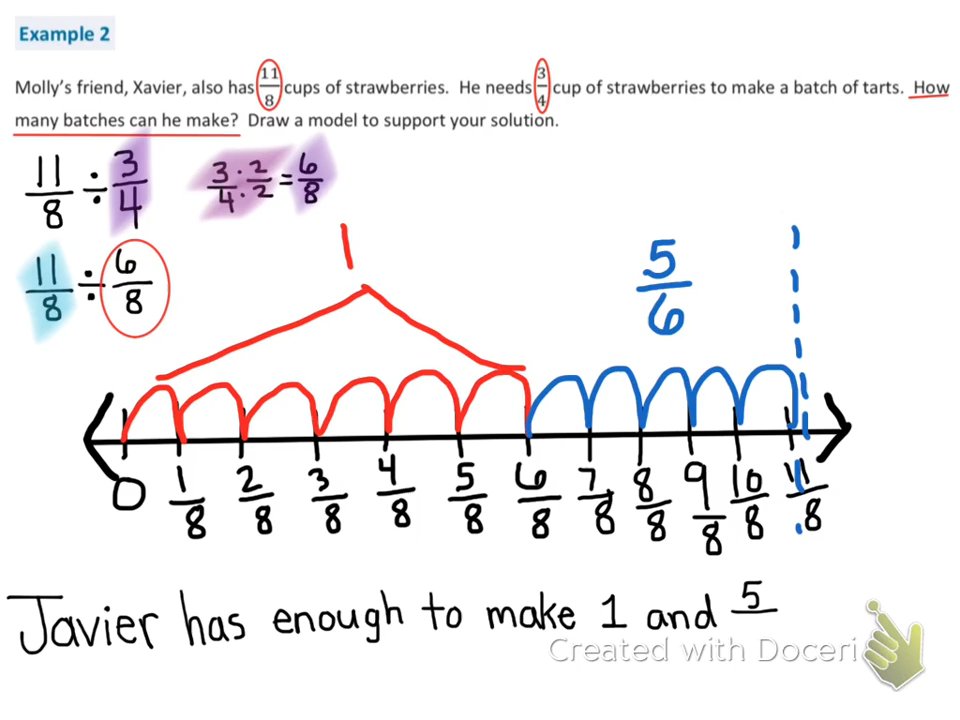 Example 2
Molly's friend, Xavier, also has 11/8 cups of strawberries. He needs 3/4 cup of strawberries to make a batch of tarts. How
many batches can he make? Draw a model to support your solution.
11/8 ÷ 3/4
3/4 · 2/2 = 6/8
11/8 ÷ 6/8
1
5/6
0 1/8 2/8 3/8 4/8 5/8 6/8 7/8 8/8 9/8 10/8 11/8
Javier has enough to make 1 and 5/
Created with Doceri